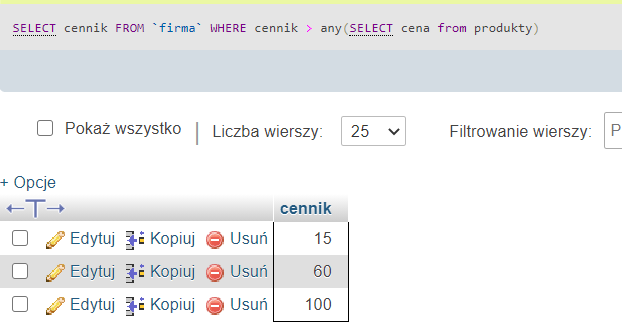 SELECT cennik FROM `firma` WHERE cennik > any(SELECT cena from produkty)
Pokaż wszystko | Liczba wierszy: 25 Filtrowanie wierszy: P
+ Opcje
←T→ cennik
Edytuj Kopiuj Usuń 15
Edytuj Kopiuj Usuń 60
Edytuj Kopiuj Usuń 100